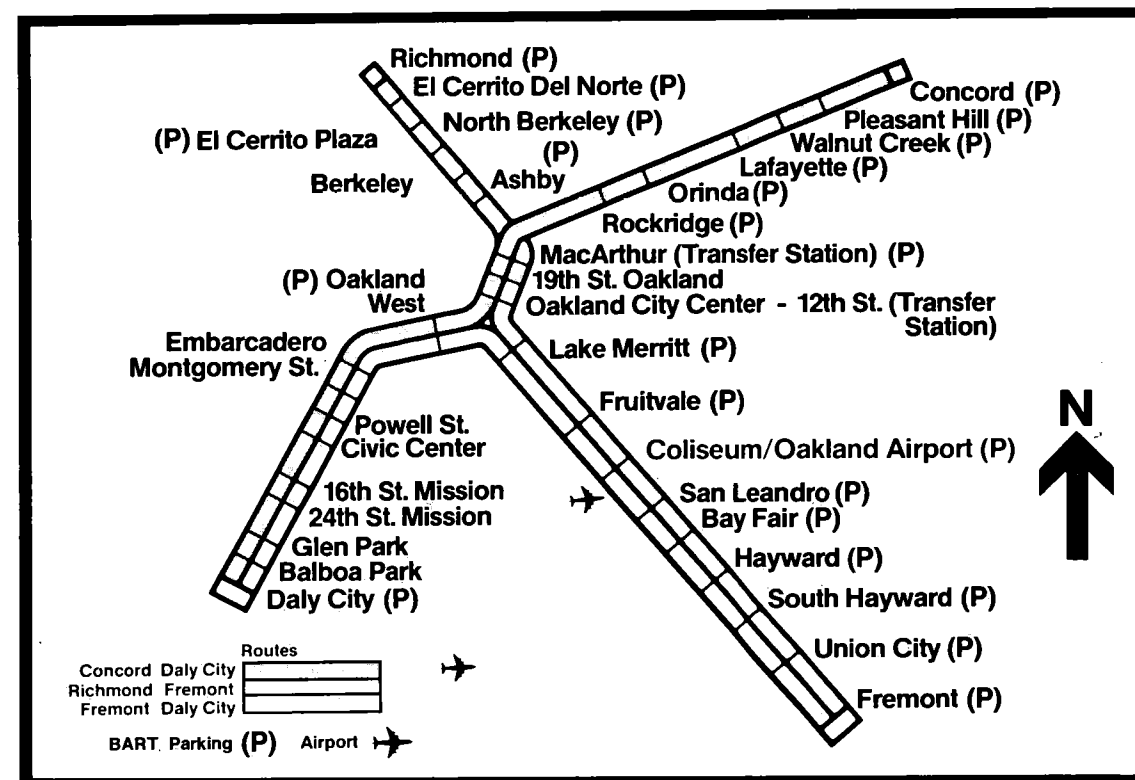 Richmond (P)
El Cerrito Del Norte (P)
North Berkeley (P)
(P) El Cerrito Plaza
(P)
Ashby
Berkeley
Concord (P)
Pleasant Hill (P)
Walnut Creek (P)
Lafayette (P)
Orinda (P)
Rockridge (P)
MacArthur (Transfer Station) (P)
19th St. Oakland
Oakland City Center - 12th St. (Transfer
Station)
(P) Oakland
West
Embarcadero
Montgomery St.
Lake Merritt (P)
Fruitvale (P)
Coliseum/Oakland Airport (P)
San Leandro (P)
Bay Fair (P)
Hayward (P)
South Hayward (P)
Union City (P)
Fremont (P)
Powell St.
Civic Center
16th St. Mission
24th St. Mission
Glen Park
Balboa Park
Daly City (P)
N
Routes
Concord Daly City
Richmond Fremont
Fremont Daly City
BART. Parking (P) Airport